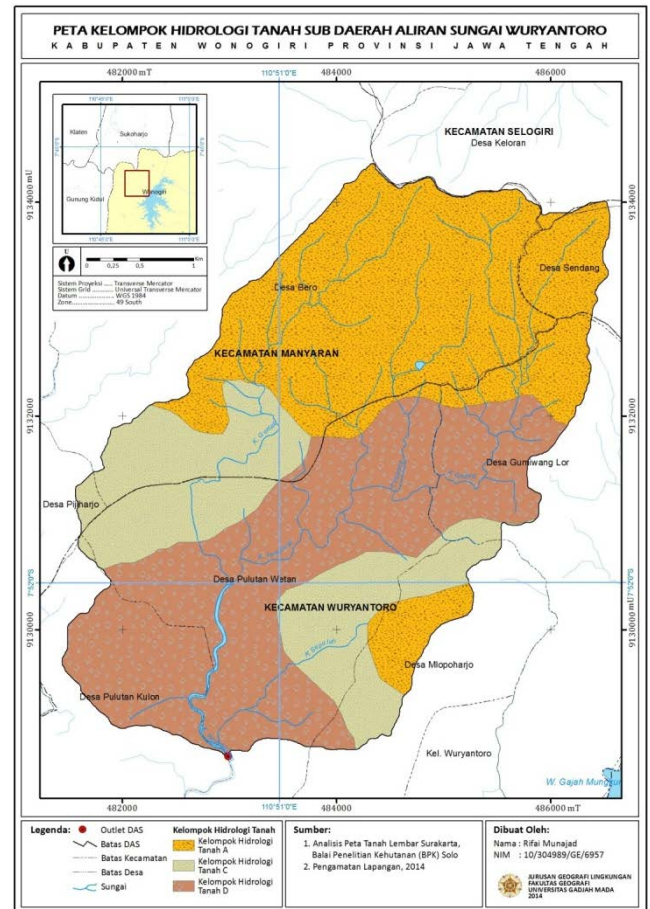 PETA KELOMPOK HIDROLOGI TANAH SUB DAERAH ALIRAN SUNGAI WURYANTORO
KABUPATEN WONOGIRI PROVINSI JAWA TENGAH
482000 mT
110°51'0"E
484000
486000
Klaten
Sukoharjo
Gunung Kidul
Wonogiri
U
0 0,25 0,5 1 Km
Sistem Proyeksi ..... Transverse Mercator
Sistem Grid ........... Universal Transverse Mercator
Datum ................... WGS 1984
Zone...................... 49 South
KECAMATAN SELOGIRI
Desa Keloran
9134000 mU
9134000
Desa Sendang
Desa Bero
KECAMATAN MANYARAN
9132000
9132000
Desa Gumiwang Lor
Desa Pijiharjo
7°52'0"S
7°52'0"S
Desa Pulutan Wetan
KECAMATAN WURYANTORO
9130000
9130000
Desa Mlopoharjo
Desa Pulutan Kulon
Kel. Wuryantoro
W. Gajah Mungkur
482000
110°51'0"E
484000
486000 mT
Legenda:
Outlet DAS
Batas DAS
Batas Kecamatan
Batas Desa
Sungai
Kelompok Hidrologi Tanah
Kelompok Hidrologi Tanah A
Kelompok Hidrologi Tanah C
Kelompok Hidrologi Tanah D
Sumber:
1. Analisis Peta Tanah Lembar Surakarta,
Balai Penelitian Kehutanan (BPK) Solo
2. Pengamatan Lapangan, 2014
Dibuat Oleh:
Nama : Rifai Munajad
NIM : 10/304989/GE/6957
JURUSAN GEOGRAFI LINGKUNGAN
FAKULTAS GEOGRAFI
UNIVERSITAS GADJAH MADA
2014